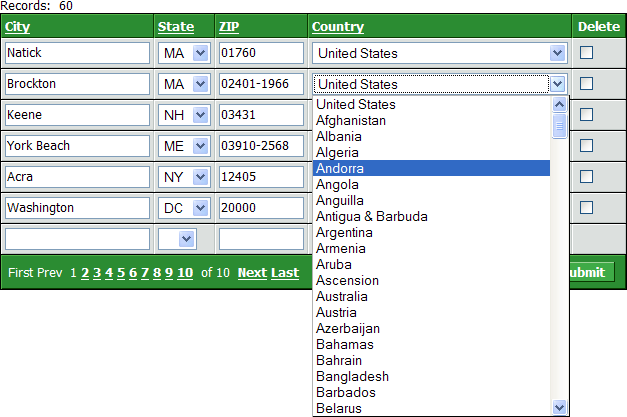 Records: 60
City State ZIP Country Delete
Natick MA 01760 United States
Brockton MA 02401-1966 United States
Keene NH 03431
York Beach ME 03910-2568
Acra NY 12405
Washington DC 20000
First Prev 1 2 3 4 5 6 7 8 9 10 of 10 Next Last ubmit
United States
Afghanistan
Albania
Algeria
Andorra
Angola
Anguilla
Antigua & Barbuda
Argentina
Armenia
Aruba
Ascension
Australia
Austria
Azerbaijan
Bahamas
Bahrain
Bangladesh
Barbados
Belarus